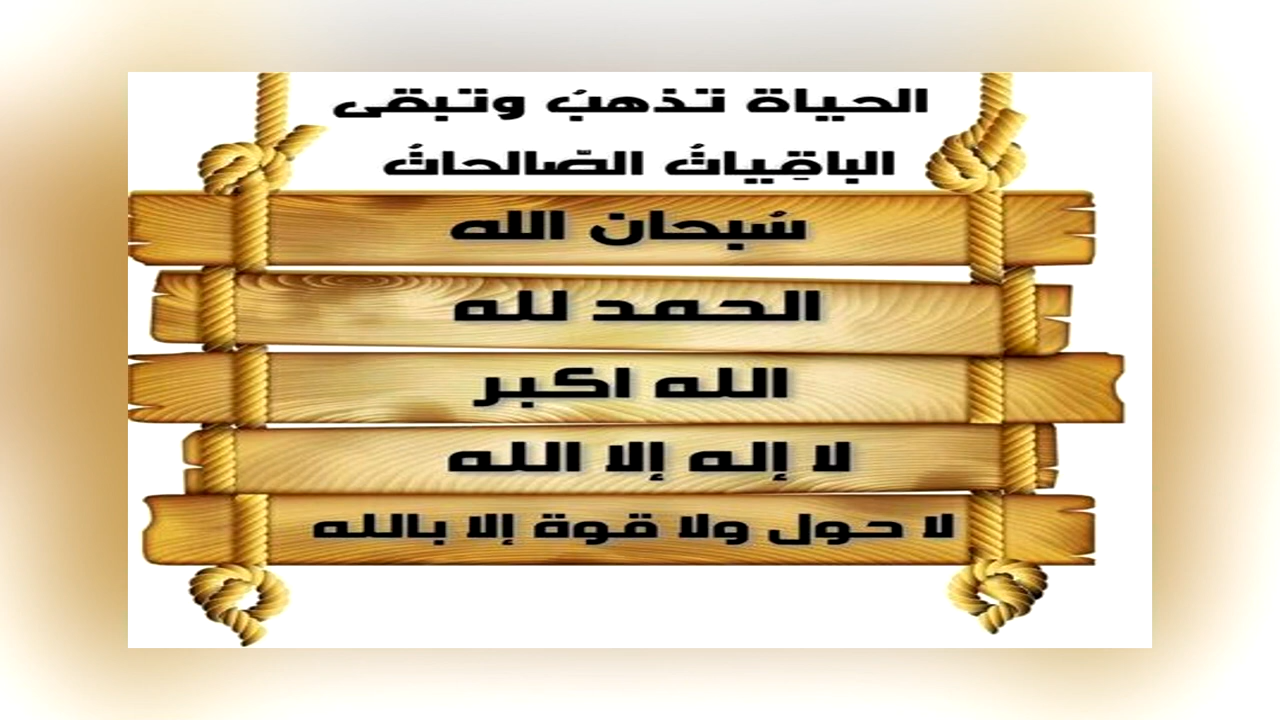 الحياة تذهبُ وتبقى
الباقِياتُ الصّالحاتُ
سُبحان الله
الحمد لله
الله اكبر
لا إله إلا الله
لا حول ولا قوة إلا بالله